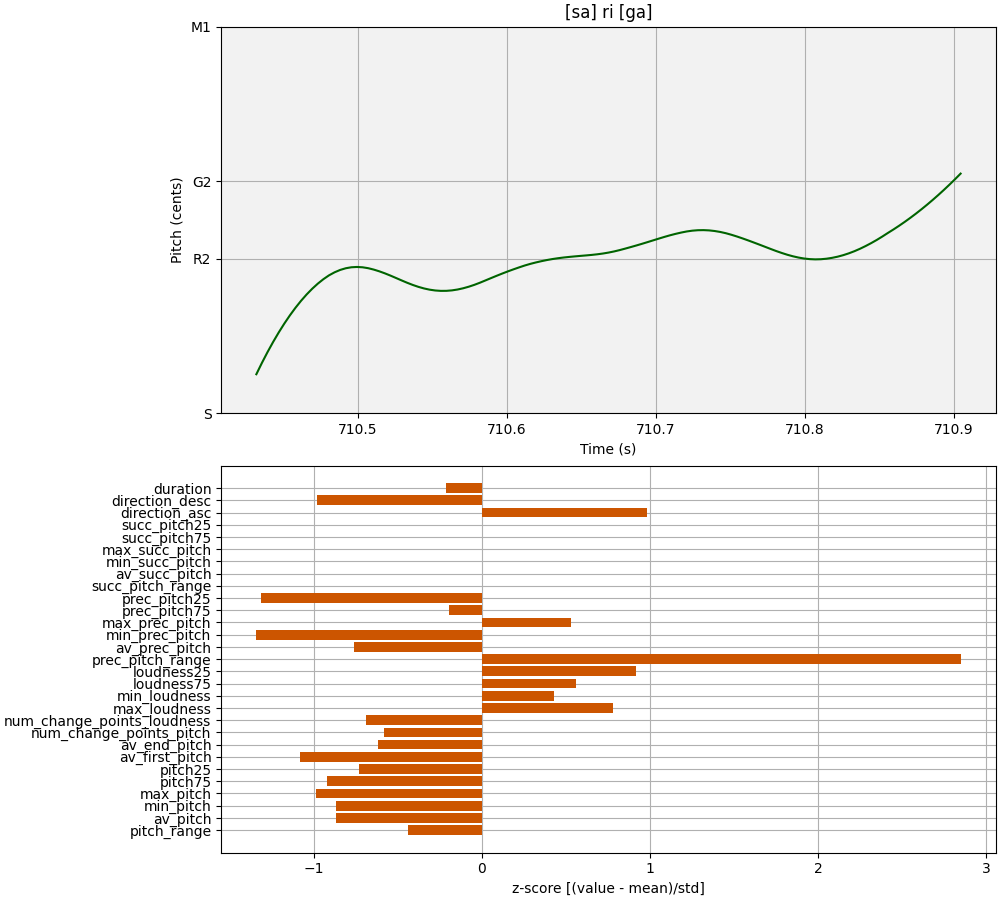 [sa] ri [ga]
M1
G2
R2
S
Pitch (cents)
710.5 710.6 710.7 710.8 710.9
Time (s)
duration
direction_desc
direction_asc
succ_pitch25
succ_pitch75
max_succ_pitch
min_succ_pitch
av_succ_pitch
succ_pitch_range
prec_pitch25
prec_pitch75
max_prec_pitch
min_prec_pitch
av_prec_pitch
prec_pitch_range
loudness25
loudness75
min_loudness
max_loudness
num_change_points_loudness
num_change_points_pitch
av_end_pitch
av_first_pitch
pitch25
pitch75
max_pitch
min_pitch
av_pitch
pitch_range
−1 0 1 2 3
z-score [(value - mean)/std]